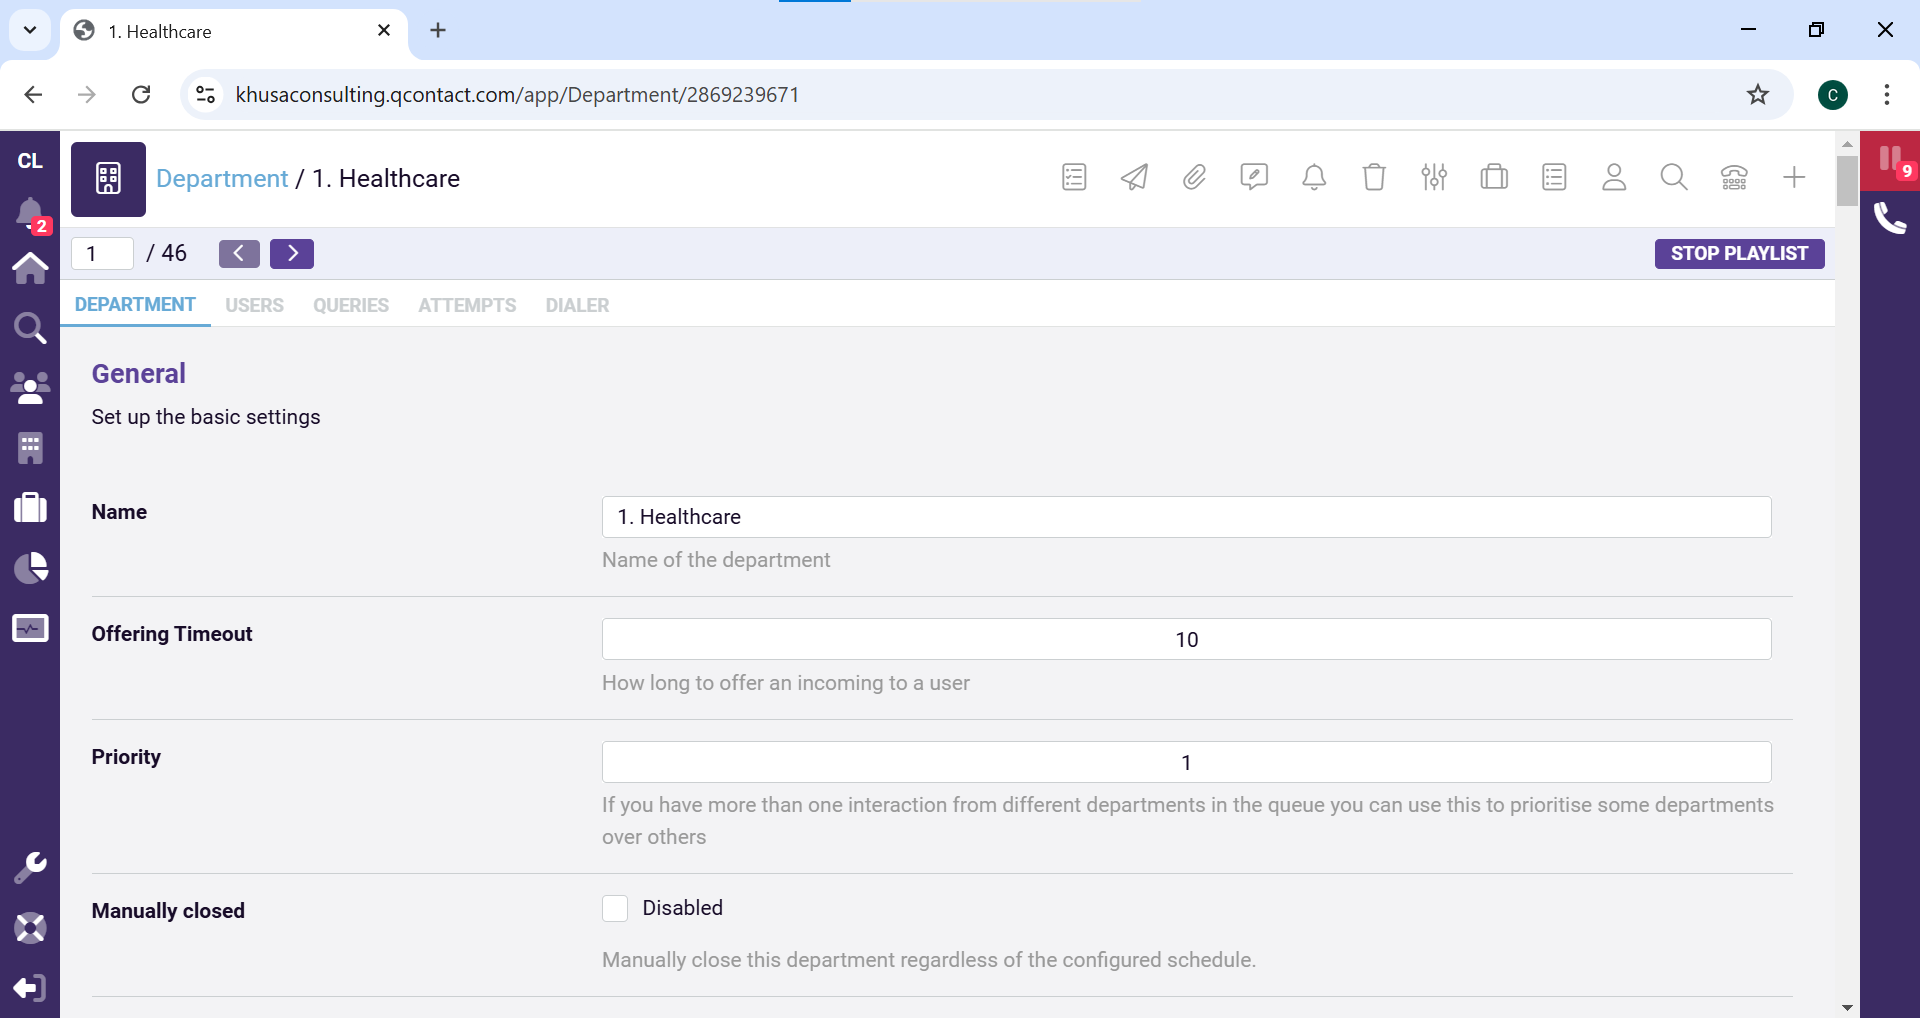 1. Healthcare
khusaconsulting.qcontact.com/app/Department/2869239671
C
CL
Department / 1. Healthcare
9
2
1 / 46
STOP PLAYLIST
DEPARTMENT USERS QUERIES ATTEMPTS DIALER
General
Set up the basic settings
Name
1. Healthcare
Name of the department
Offering Timeout
10
How long to offer an incoming to a user
Priority
1
If you have more than one interaction from different departments in the queue you can use this to prioritise some departments
over others
Manually closed
Disabled
Manually close this department regardless of the configured schedule.